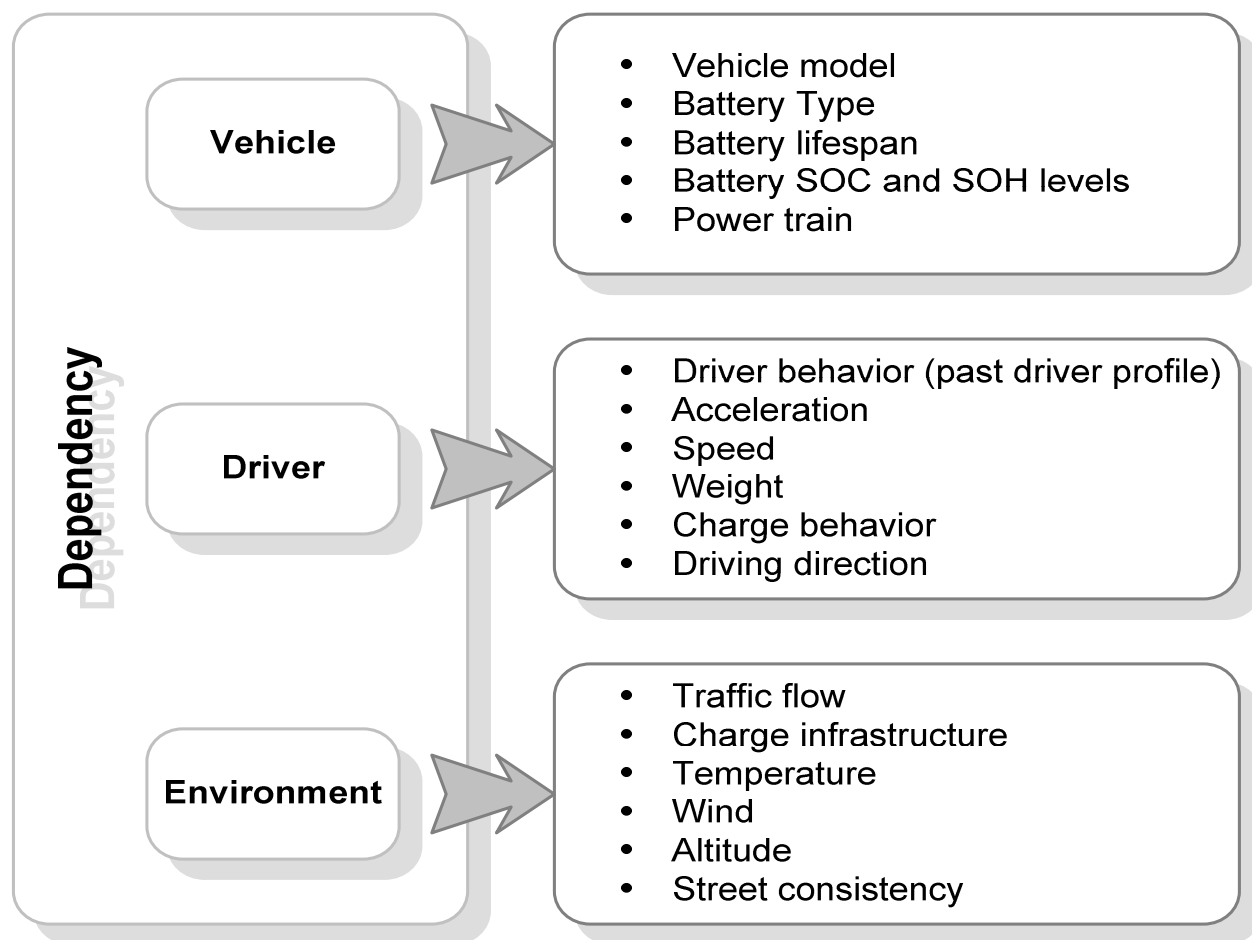 Dependency
Vehicle
• Vehicle model
• Battery Type
• Battery lifespan
• Battery SOC and SOH levels
• Power train
Driver
• Driver behavior (past driver profile)
• Acceleration
• Speed
• Weight
• Charge behavior
• Driving direction
Environment
• Traffic flow
• Charge infrastructure
• Temperature
• Wind
• Altitude
• Street consistency